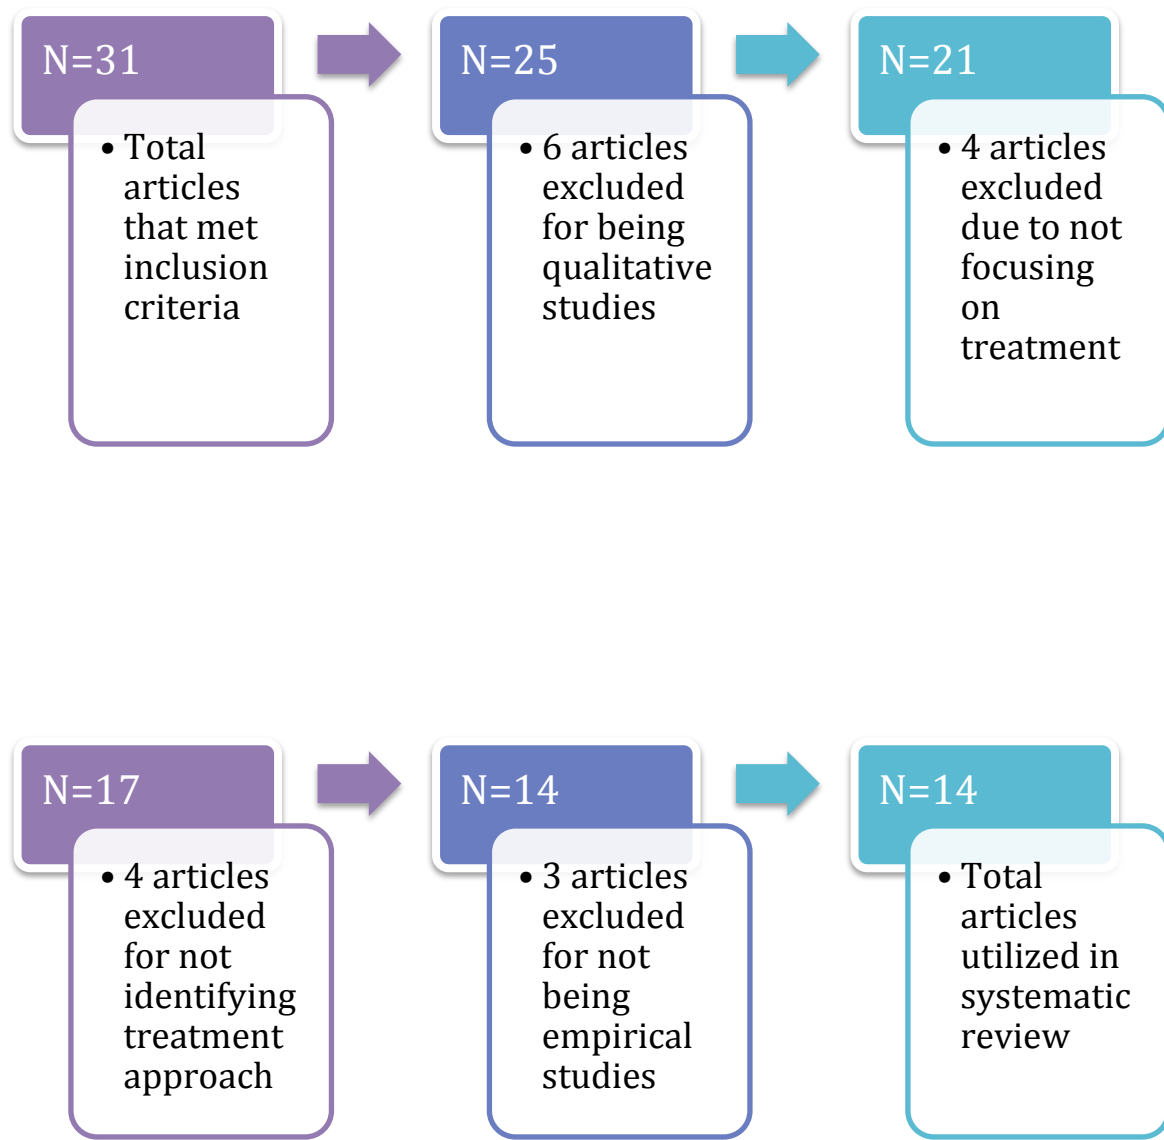 N=31
• Total
articles
that met
inclusion
criteria
N=25
• 6 articles
excluded
for being
qualitative
studies
N=21
• 4 articles
excluded
due to not
focusing
on
treatment
N=17
• 4 articles
excluded
for not
identifying
treatment
approach
N=14
• 3 articles
excluded
for not
being
empirical
studies
N=14
• Total
articles
utilized in
systematic
review